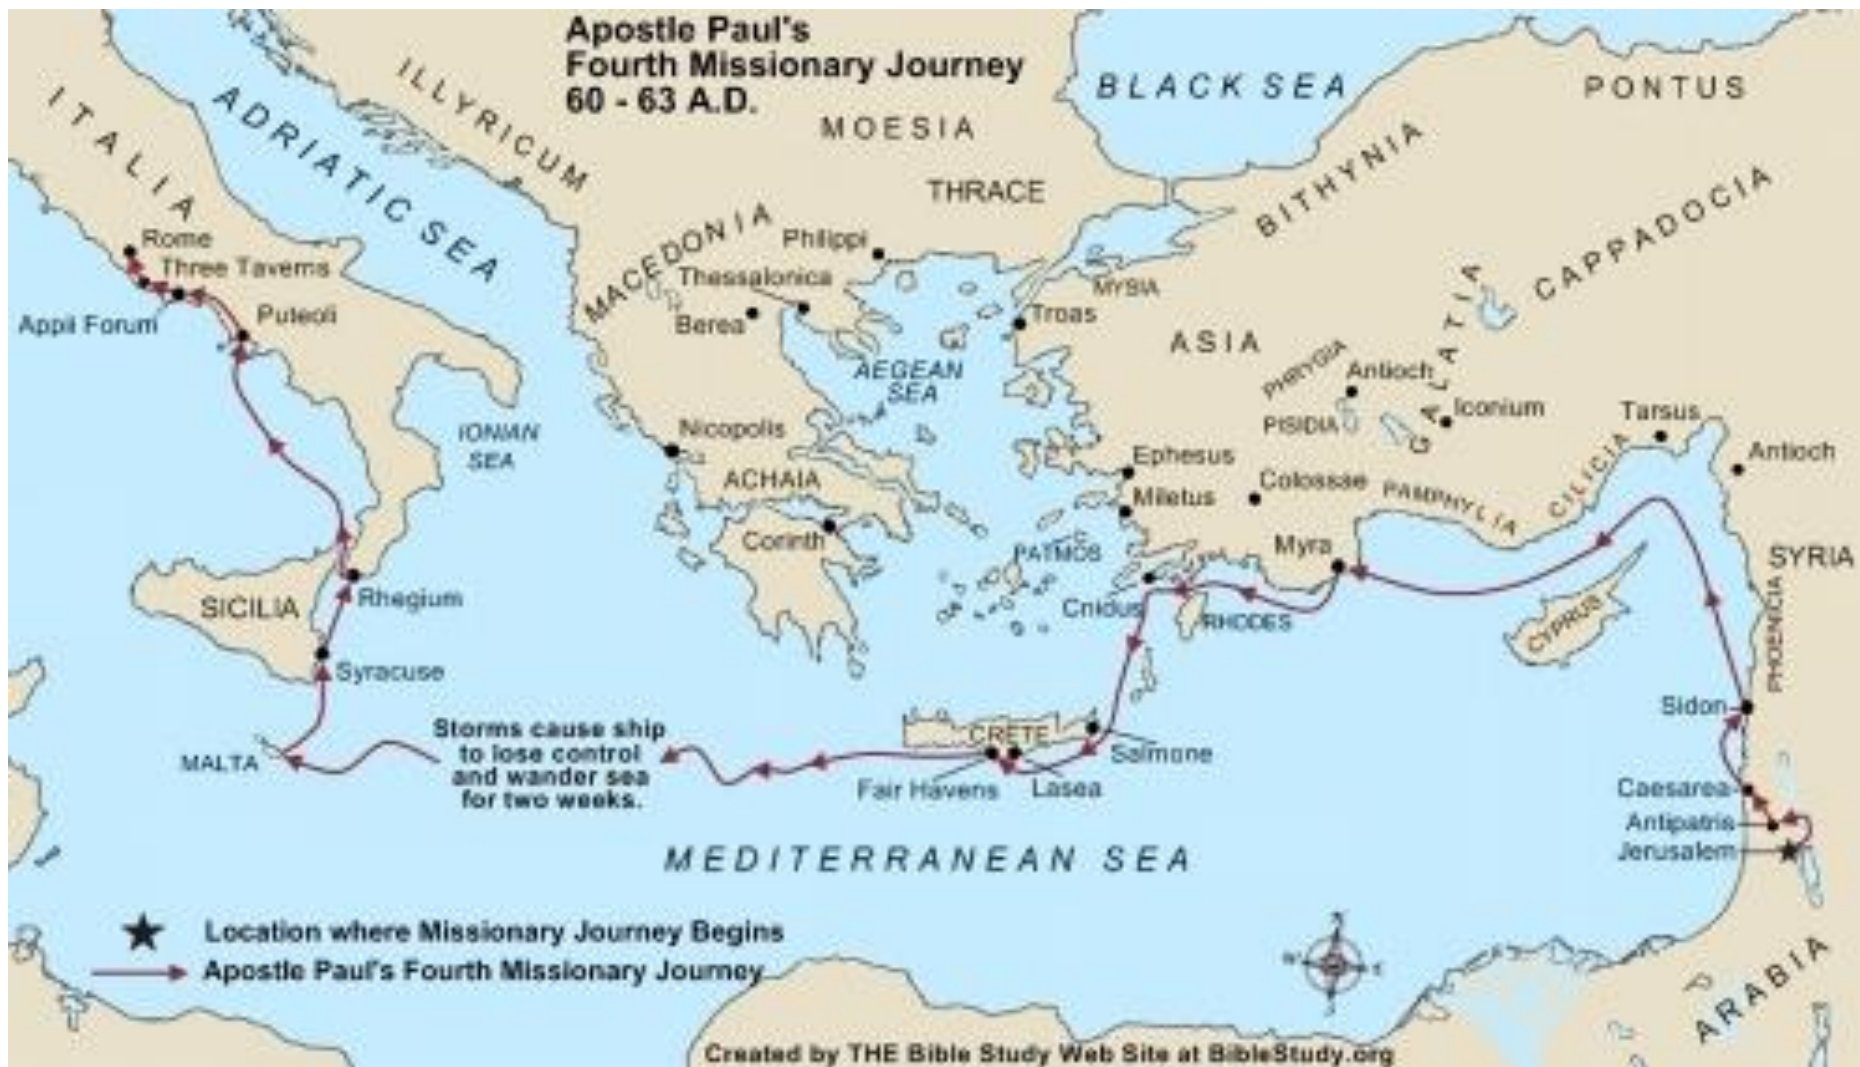 Apostle Paul's
Fourth Missionary Journey
60 - 63 A.D.
BLACK SEA
PONTUS
ITALIA
ADRIATIC SEA
ILLYRICUM
MOESIA
THRACE
BITHYNIA
CAPPADOCIA
MACEDONIA
Philippi
Thessalonica
Berea
Rome
Three Taverns
Appii Forum
Puteoli
MYSIA
Troas
ASIA
GALATIA
PHRYGIA
Antioch
PISIDIA
Iconium
Tarsus
Antioch
AEGEAN
SEA
IONIAN
SEA
Nicopolis
ACHAIA
Corinth
Ephesus
Miletus
Colossae
PAMPHYLIA
CILICIA
PATMOS
Myra
SYRIA
SICILIA
Rhegium
Cnidus
RHODES
CYPRUS
PHOENICIA
Syracuse
Sidon
MALTA
Storms cause ship
to lose control
and wander sea
for two weeks.
CRETE
Salmone
Fair Havens
Lasea
Caesarea
Antipatris
Jerusalem
MEDITERRANEAN SEA
Location where Missionary Journey Begins
Apostle Paul's Fourth Missionary Journey
E
ARABIA
Created by THE Bible Study Web Site at BibleStudy.org